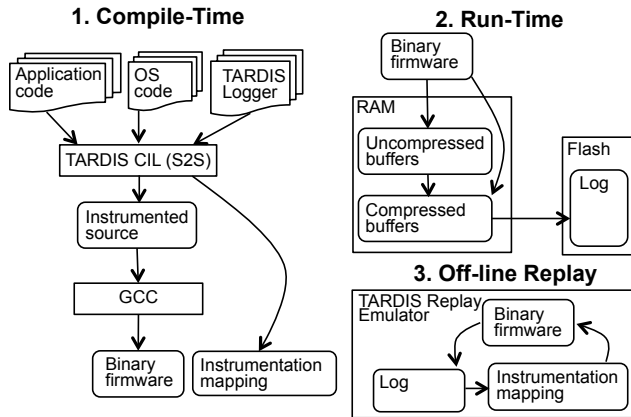 1. Compile-Time
Application
code
OS
code
TARDIS
Logger
TARDIS CIL (S2S)
Instrumented
source
GCC
Binary
firmware
Instrumentation
mapping
2. Run-Time
Binary
firmware
RAM
Uncompressed
buffers
Compressed
buffers
Flash
Log
3. Off-line Replay
TARDIS Replay
Emulator
Binary
firmware
Log
Instrumentation
mapping